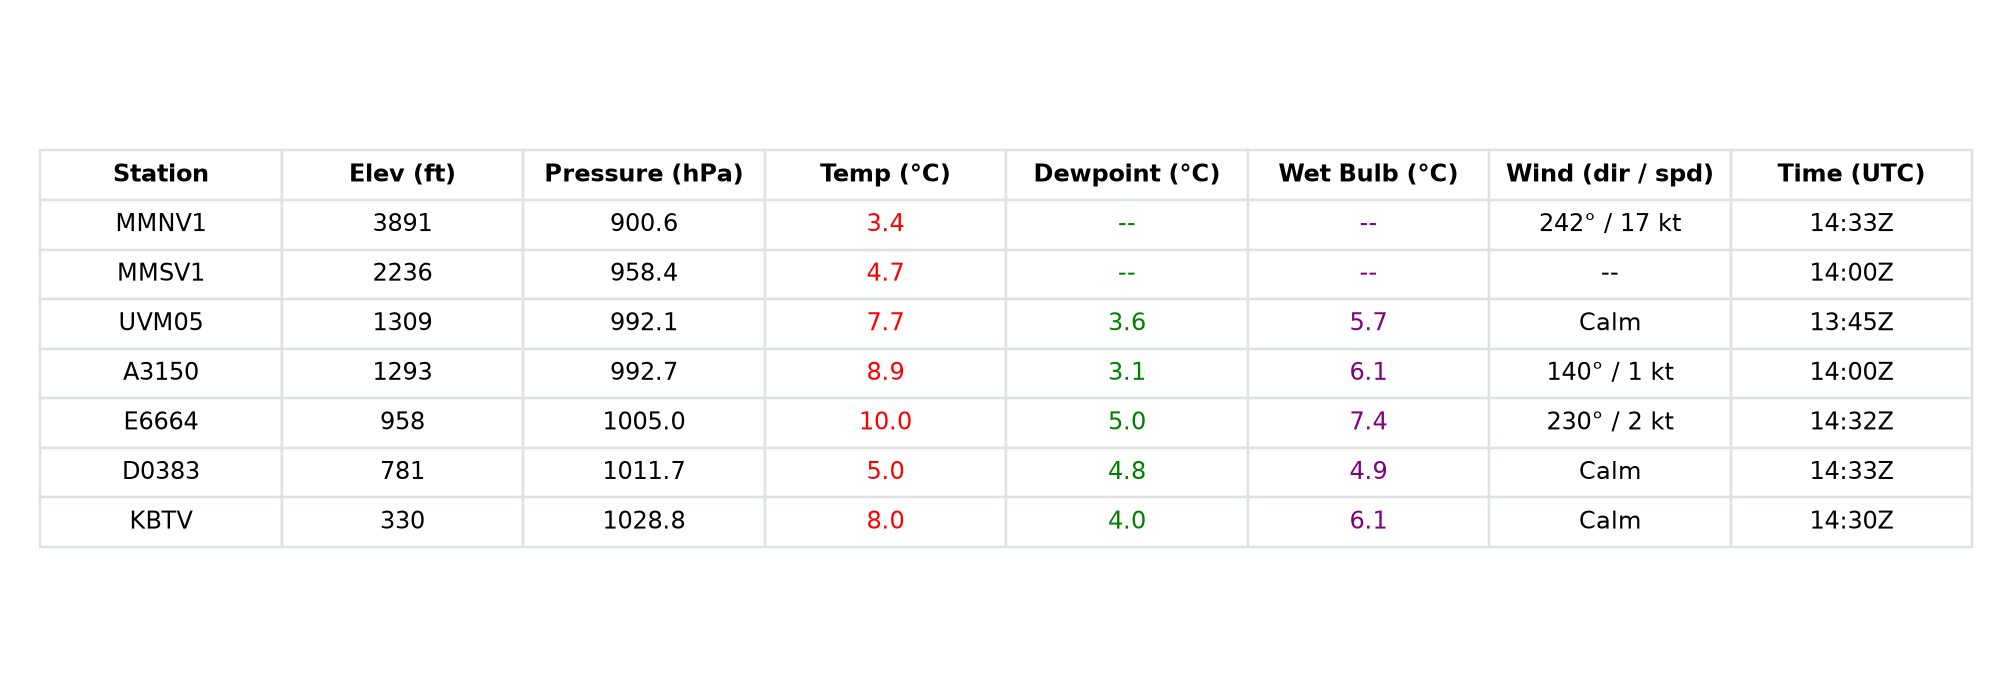 Station Elev (ft) Pressure (hPa) Temp (°C) Dewpoint (°C) Wet Bulb (°C) Wind (dir / spd) Time (UTC)
MMNV1 3891 900.6 3.4 -- -- 242° / 17 kt 14:33Z
MMSV1 2236 958.4 4.7 -- -- -- 14:00Z
UVM05 1309 992.1 7.7 3.6 5.7 Calm 13:45Z
A3150 1293 992.7 8.9 3.1 6.1 140° / 1 kt 14:00Z
E6664 958 1005.0 10.0 5.0 7.4 230° / 2 kt 14:32Z
D0383 781 1011.7 5.0 4.8 4.9 Calm 14:33Z
KBTV 330 1028.8 8.0 4.0 6.1 Calm 14:30Z